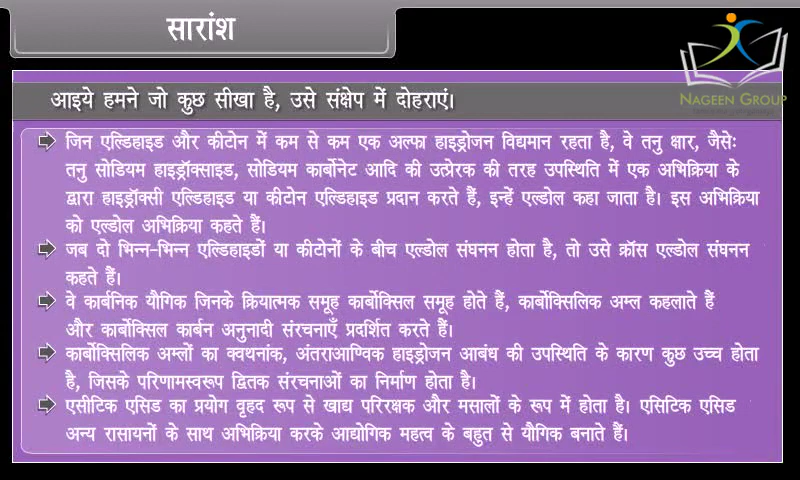 सारांश
NAGEEN GROUP
आइये हमने जो कुछ सीखा है, उसे संक्षेप में दोहराएं।
जिन एल्डिहाइड और कीटोन में कम से कम एक अल्फा हाइड्रोजन विद्यमान रहता है, वे तनु क्षार, जैसेः
तनु सोडियम हाइड्रॉक्साइड, सोडियम कार्बोनेट आदि की उत्प्रेरक की तरह उपस्थिति में एक अभिक्रिया के
द्वारा हाइड्रॉक्सी एल्डिहाइड या कीटोन एल्डिहाइड प्रदान करते हैं, इन्हें एल्डोल कहा जाता है। इस अभिक्रिया
को एल्डोल अभिक्रिया कहते हैं।
जब दो भिन्न-भिन्न एल्डिहाइडों या कीटोनों के बीच एल्डोल संघनन होता है, तो उसे क्रॉस एल्डोल संघनन
कहते हैं।
वे कार्बनिक यौगिक जिनके क्रियात्मक समूह कार्बोक्सिल समूह होते हैं, कार्बोक्सिलिक अम्ल कहलाते हैं
और कार्बोक्सिल कार्बन अनुनादी संरचनाएँ प्रदर्शित करते हैं।
कार्बोक्सिलिक अम्लों का क्वथनांक, अंतराआण्विक हाइड्रोजन आबंध की उपस्थिति के कारण कुछ उच्च होता
है, जिसके परिणामस्वरूप द्वितक संरचनाओं का निर्माण होता है।
एसीटिक एसिड का प्रयोग वृहद रूप से खाद्य परिरक्षक और मसालों के रूप में होता है। एसिटिक एसिड
अन्य रासायनों के साथ अभिक्रिया करके आद्योगिक महत्व के बहुत से यौगिक बनाते हैं।